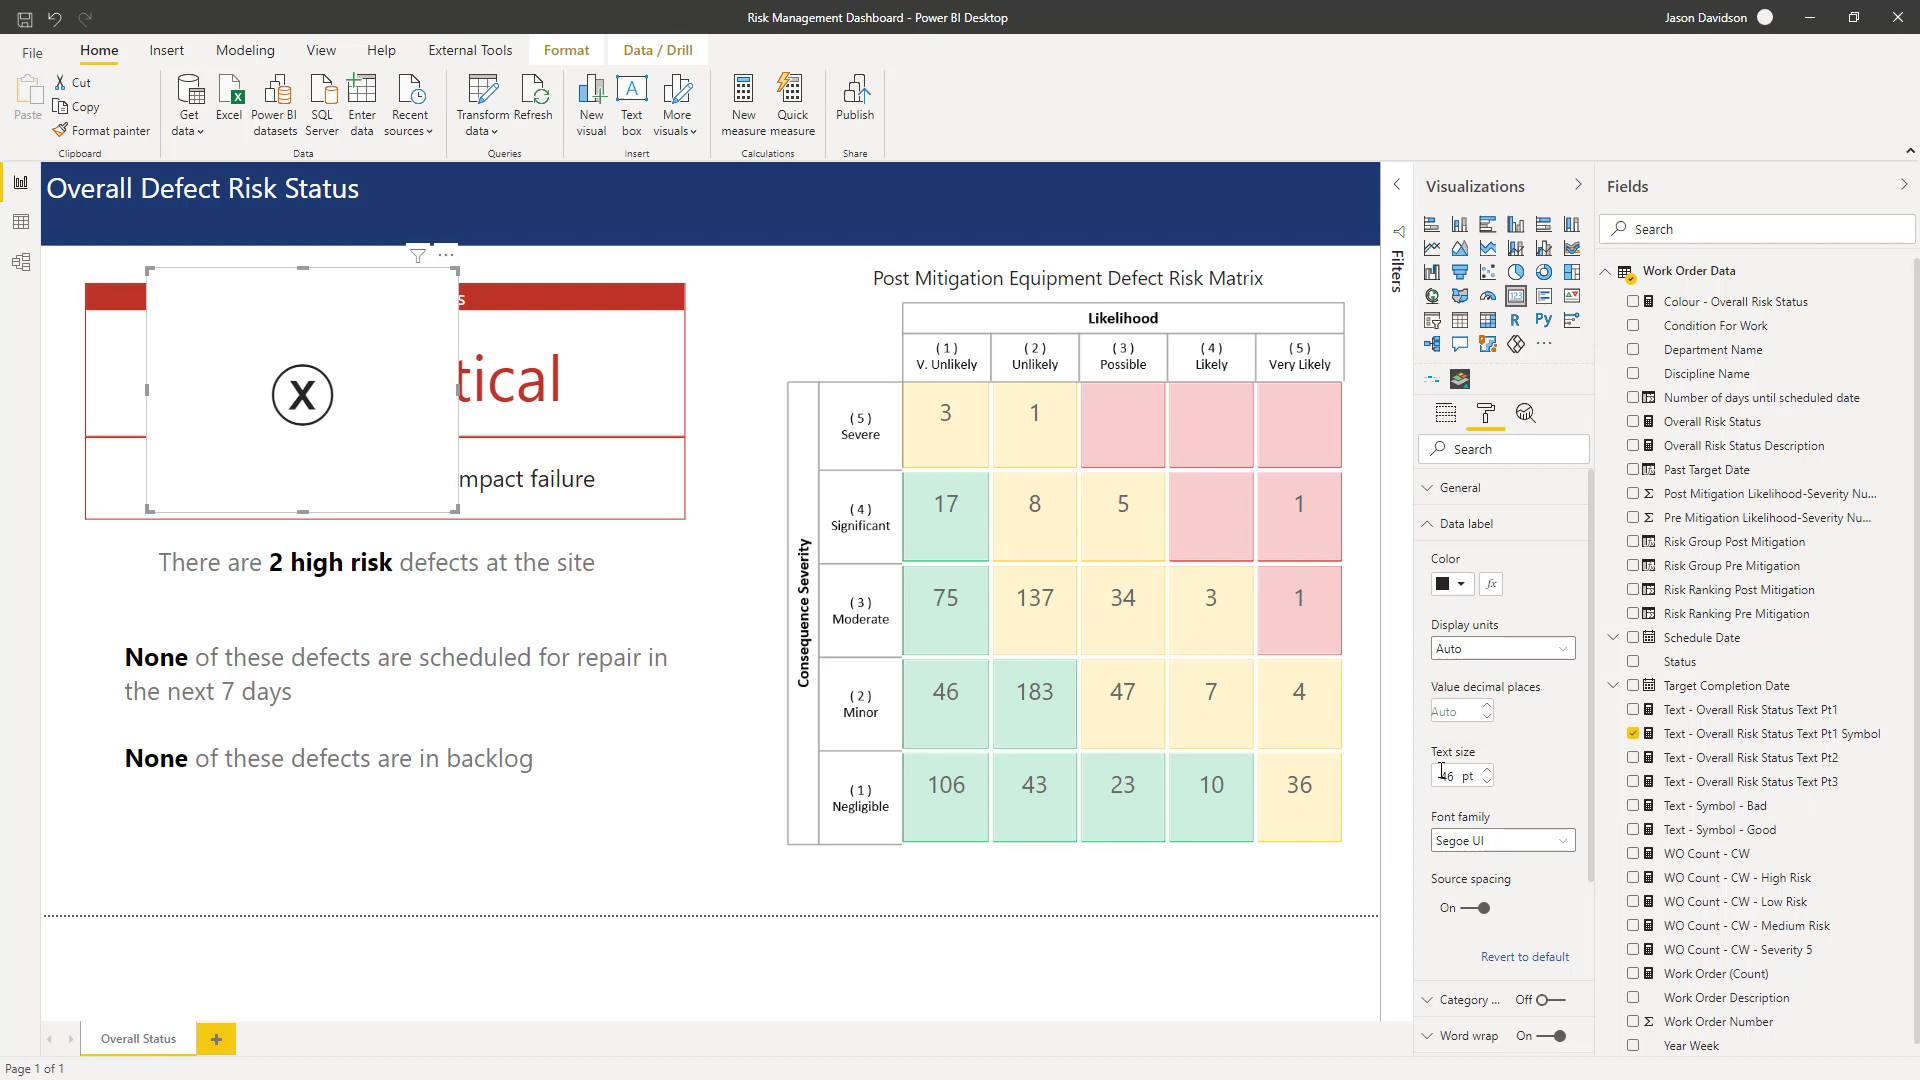 Risk Management Dashboard - Power BI Desktop
Jason Davidson
File
Home
Insert
Modeling
View
Help
External Tools
Format
Data / Drill
Paste
Cut
Copy
Format painter
Clipboard
Get
data
Excel
Power BI
datasets
SQL
Server
Enter
data
Recent
sources
Data
Transform
data
Refresh
Queries
New
visual
Text
box
More
visuals
Insert
New
measure
Quick
measure
Calculations
Publish
Share
Overall Defect Risk Status
s
X
tical
mpact failure
There are 2 high risk defects at the site
None of these defects are scheduled for repair in
the next 7 days
None of these defects are in backlog
Post Mitigation Equipment Defect Risk Matrix
Likelihood
( 1 )
V. Unlikely
( 2 )
Unlikely
( 3 )
Possible
( 4 )
Likely
( 5 )
Very Likely
Consequence Severity
( 5 )
Severe
3 1
( 4 )
Significant
17 8 5 1
( 3 )
Moderate
75 137 34 3 1
( 2 )
Minor
46 183 47 7 4
( 1 )
Negligible
106 43 23 10 36
Overall Status
Page 1 of 1
Filters
Visualizations
R
Py
123
Search
General
Data label
Color
fx
Display units
Auto
Value decimal places
Auto
Text size
46 pt
Font family
Segoe UI
Source spacing
On
Revert to default
Category ... Off
Word wrap On
Fields
Search
Work Order Data
Colour - Overall Risk Status
Condition For Work
Department Name
Discipline Name
Number of days until scheduled date
Overall Risk Status
Overall Risk Status Description
Past Target Date
Σ Post Mitigation Likelihood-Severity Nu...
Σ Pre Mitigation Likelihood-Severity Nu...
Risk Group Post Mitigation
Risk Group Pre Mitigation
Risk Ranking Post Mitigation
Risk Ranking Pre Mitigation
Schedule Date
Status
Target Completion Date
Text - Overall Risk Status Text Pt1
Text - Overall Risk Status Text Pt1 Symbol
Text - Overall Risk Status Text Pt2
Text - Overall Risk Status Text Pt3
Text - Symbol - Bad
Text - Symbol - Good
WO Count - CW
WO Count - CW - High Risk
WO Count - CW - Low Risk
WO Count - CW - Medium Risk
WO Count - CW - Severity 5
Work Order (Count)
Work Order Description
Σ Work Order Number
Year Week